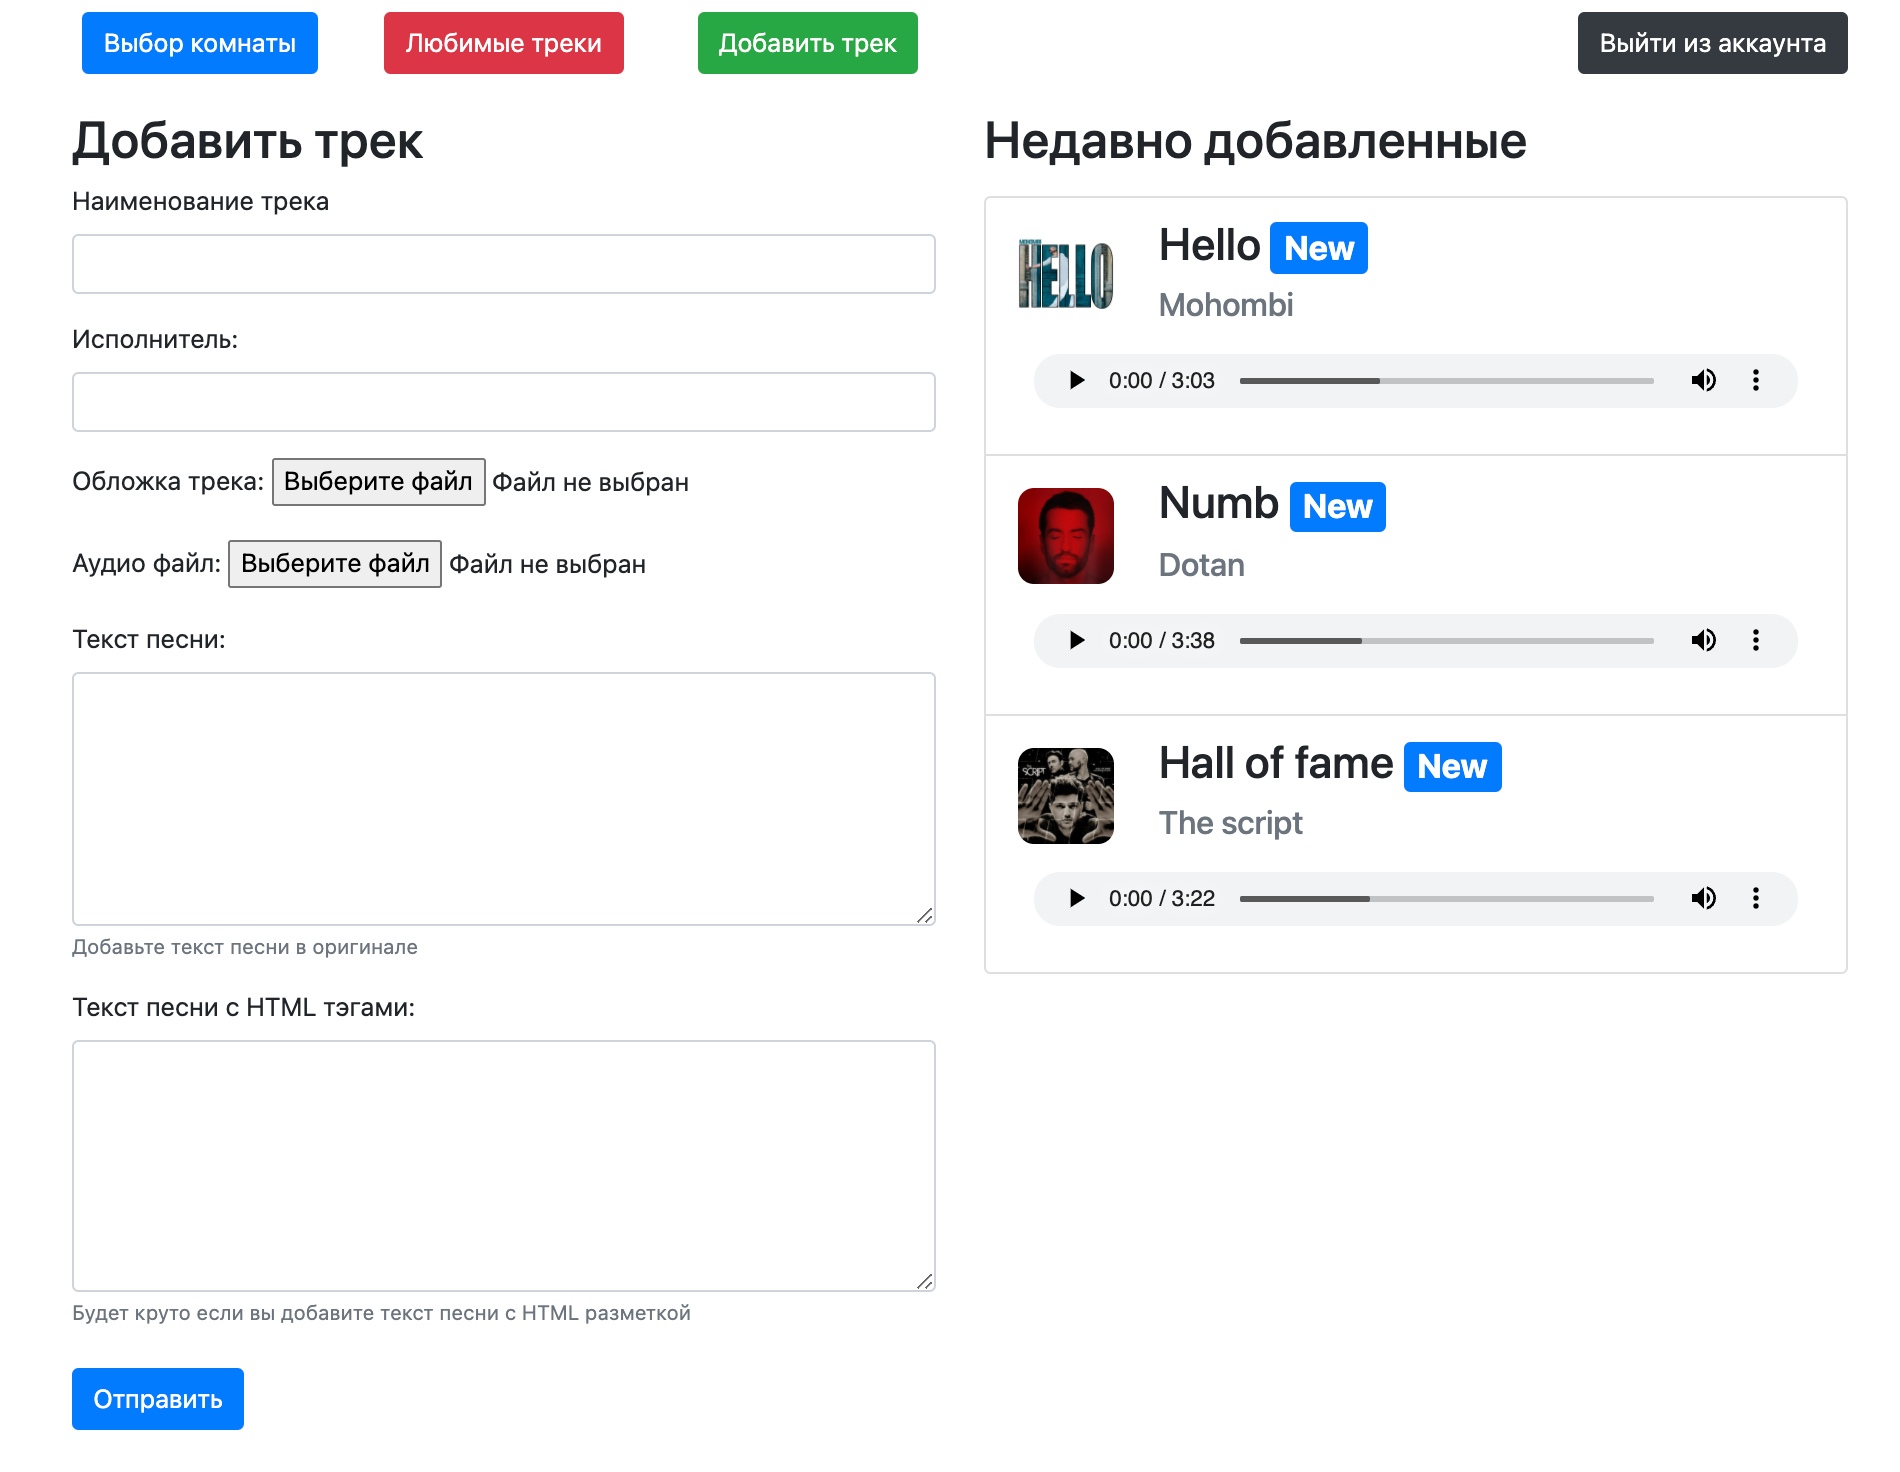 Выбор комнаты
Любимые треки
Добавить трек
Выйти из аккаунта
Добавить трек
Наименование трека
Исполнитель:
Обложка трека: Выберите файл Файл не выбран
Аудио файл: Выберите файл Файл не выбран
Текст песни:
Добавьте текст песни в оригинале
Текст песни с HTML тэгами:
Будет круто если вы добавите текст песни с HTML разметкой
Отправить
Недавно добавленные
HELLO
Hello New
Mohombi
0:00 / 3:03
Numb New
Dotan
0:00 / 3:38
SCRIPT
Hall of fame New
The script
0:00 / 3:22